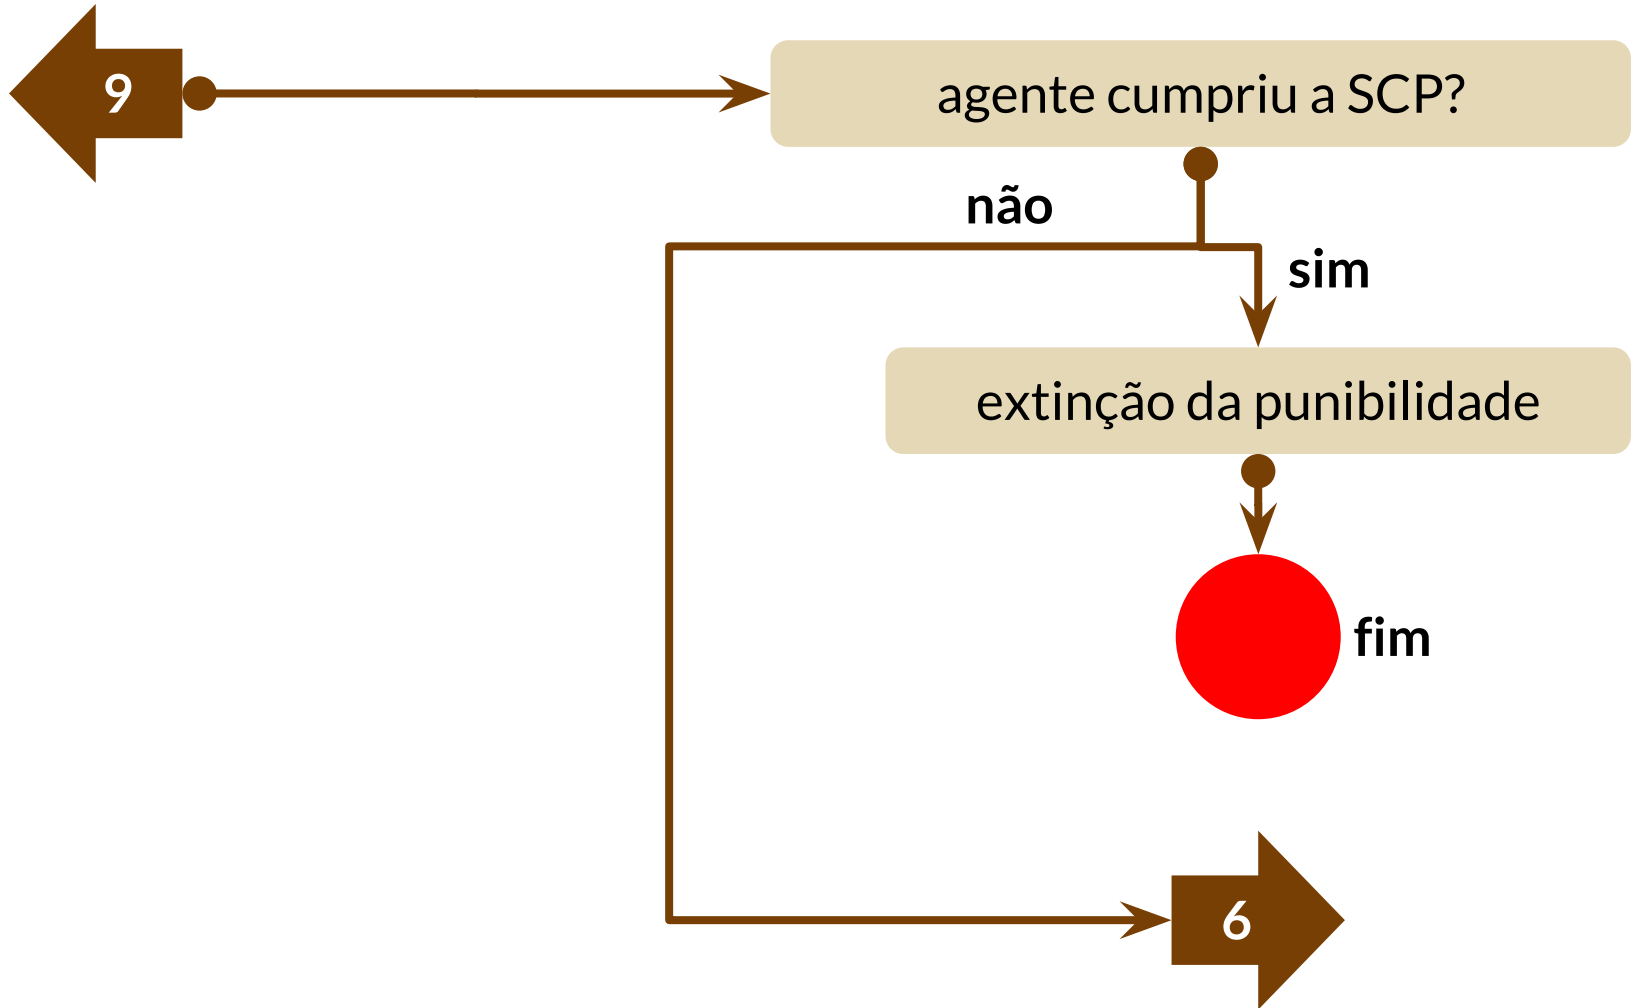 9
agente cumpriu a SCP?
não
sim
extinção da punibilidade
fim
6